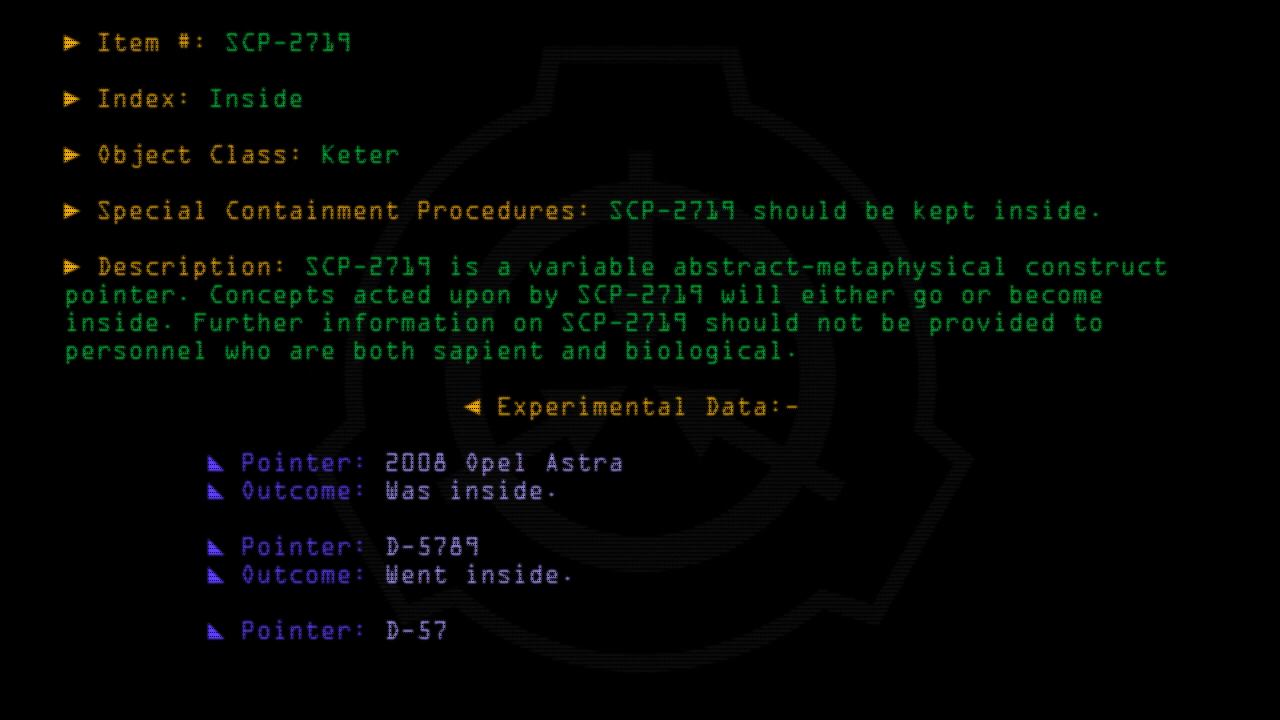 ► Item #: SCP-2719
► Index: Inside
► Object Class: Keter
► Special Containment Procedures: SCP-2719 should be kept inside.
► Description: SCP-2719 is a variable abstract-metaphysical construct
pointer. Concepts acted upon by SCP-2719 will either go or become
inside. Further information on SCP-2719 should not be provided to
personnel who are both sapient and biological.
◄ Experimental Data:-
◣ Pointer: 2008 Opel Astra
◣ Outcome: Was inside.
◣ Pointer: D-5789
◣ Outcome: Went inside.
◣ Pointer: D-57